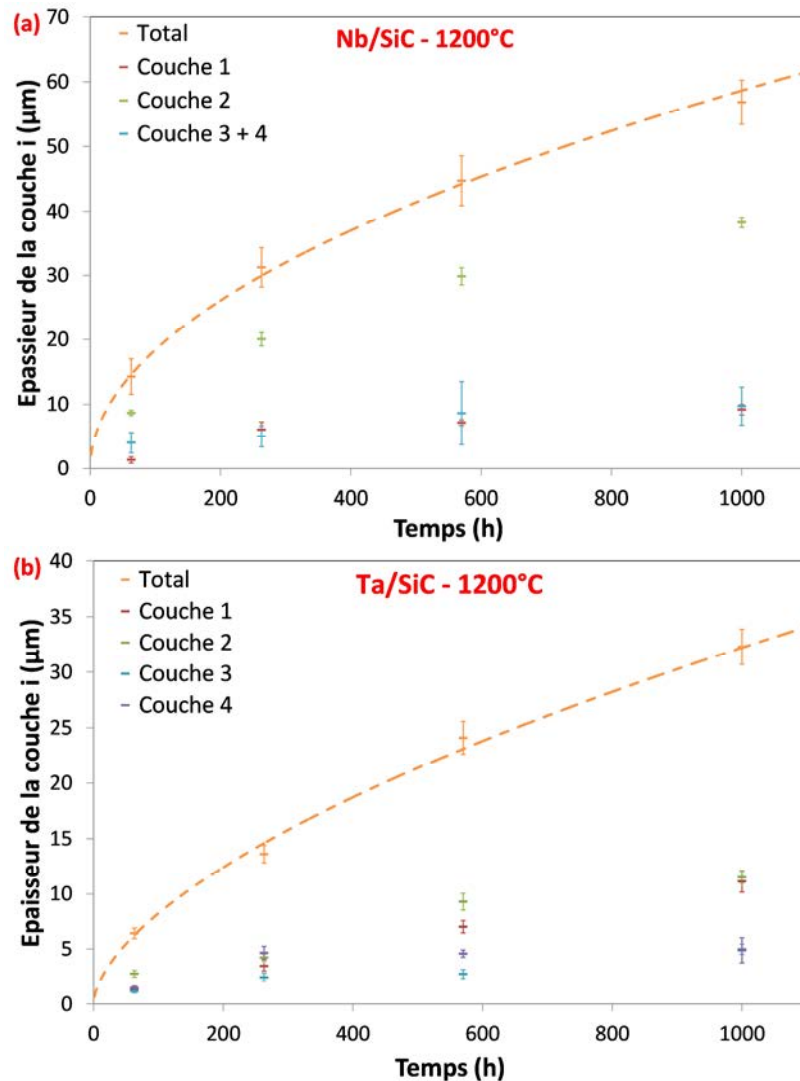 (a)
Nb/SiC - 1200°C
Total
Couche 1
Couche 2
Couche 3 + 4
Epassieur de la couche i (µm)
70
60
50
40
30
20
10
0
0 200 400 600 800 1000
Temps (h)
(b)
Ta/SiC - 1200°C
Total
Couche 1
Couche 2
Couche 3
Couche 4
Epaisseur de la couche i (µm)
40
35
30
25
20
15
10
5
0
0 200 400 600 800 1000
Temps (h)